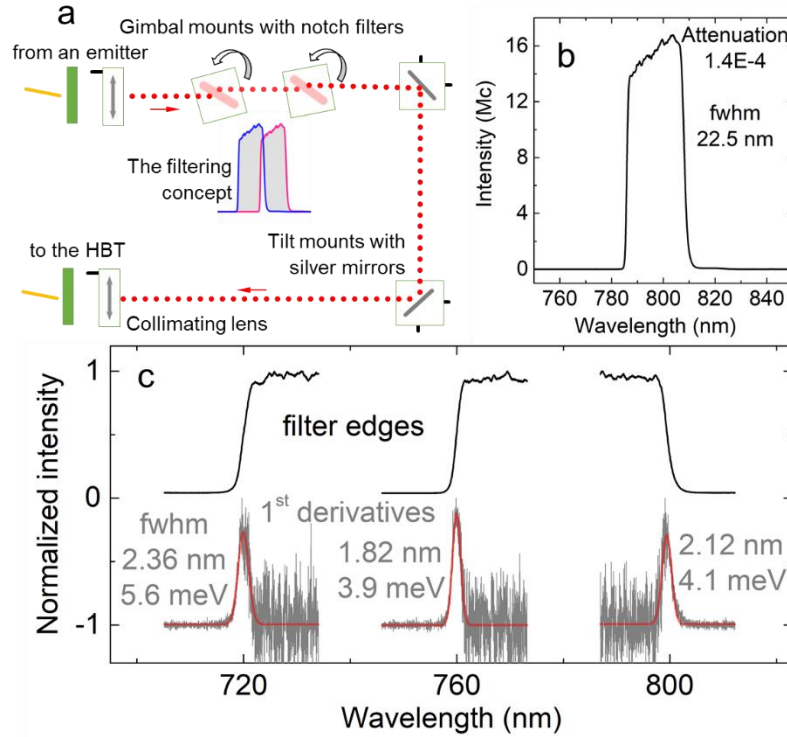 a
Gimbal mounts with notch filters
from an emitter
The filtering
concept
to the HBT
Tilt mounts with
silver mirrors
Collimating lens
b
Attenuation
1.4E-4
fwhm
22.5 nm
16
12
8
4
0
Intensity (Mc)
760 780 800 820 840
Wavelength (nm)
c
filter edges
1st derivatives
fwhm
2.36 nm
5.6 meV
1.82 nm
3.9 meV
2.12 nm
4.1 meV
1
0
-1
Normalized intensity
720 760 800
Wavelength (nm)